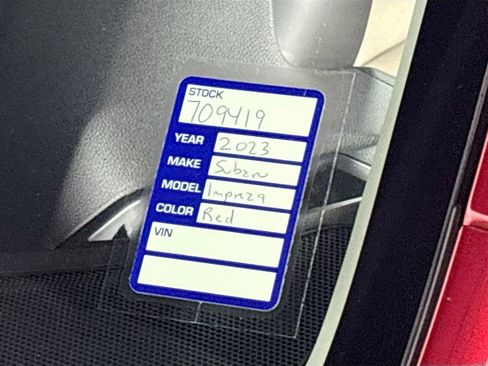 STOCK
709419
YEAR 2023
MAKE Subaru
MODEL Impreza
COLOR Red
VIN